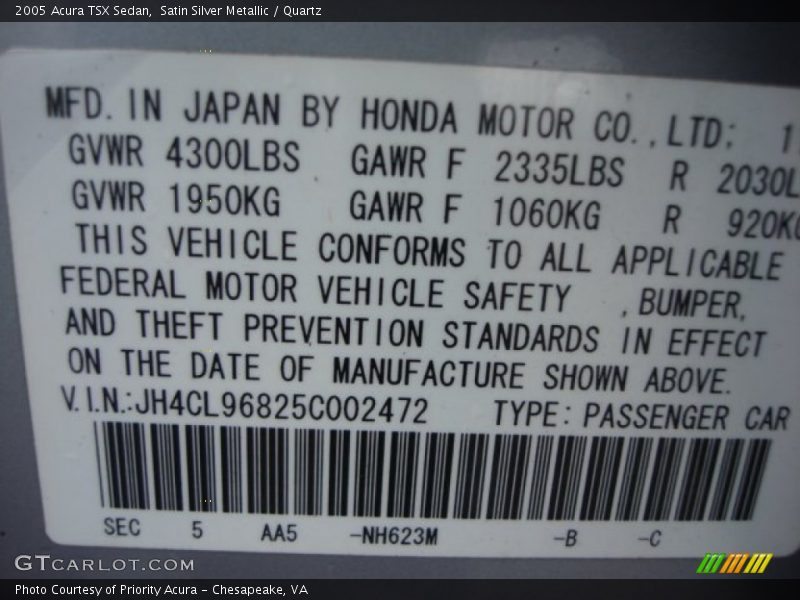 2005 Acura TSX Sedan,  Satin Silver Metallic / Quartz
MFD. IN JAPAN BY HONDA MOTOR CO., LTD;
GVWR 4300LBS GAWR F 2335LBS R 2030L
GVWR 1950KG GAWR F 1060KG R 920KG
THIS VEHICLE CONFORMS TO ALL APPLICABLE
FEDERAL MOTOR VEHICLE SAFETY , BUMPER,
AND THEFT PREVENTION STANDARDS IN EFFECT
ON THE DATE OF MANUFACTURE SHOWN ABOVE.
V.I.N.:JH4CL96825C002472 TYPE: PASSENGER CAR
SEC 5 AA5 -NH623M -B -C
GTCARLOT.COM
Photo Courtesy of Priority Acura - Chesapeake, VA